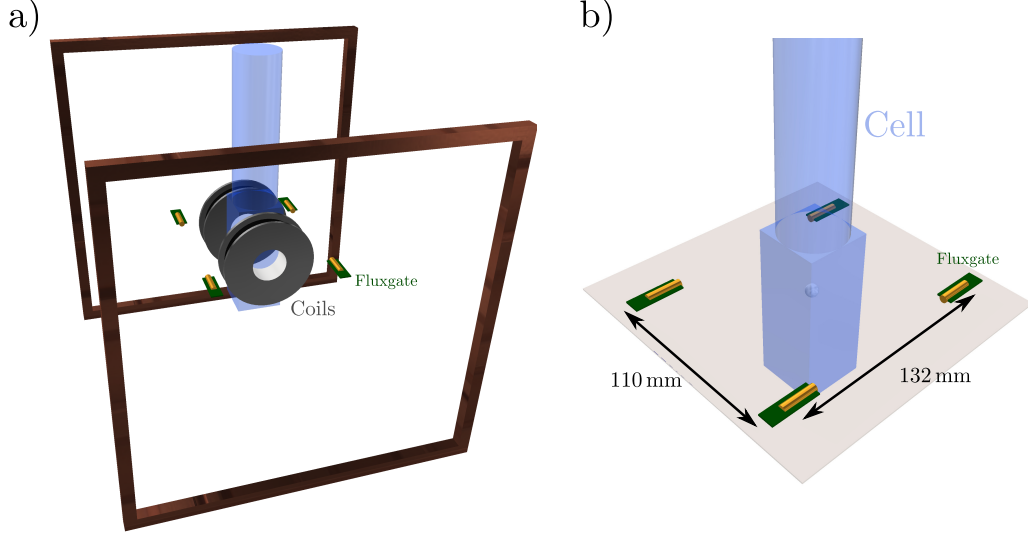 a)
Fluxgate
Coils
b)
Cell
Fluxgate
110 mm
132 mm